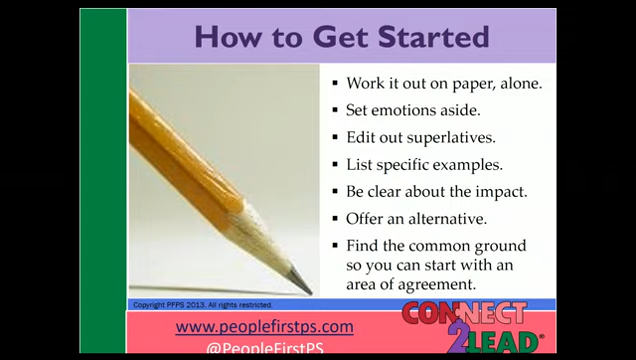 How to Get Started
▪ Work it out on paper, alone.
▪ Set emotions aside.
▪ Edit out superlatives.
▪ List specific examples.
▪ Be clear about the impact.
▪ Offer an alternative.
▪ Find the common ground
so you can start with an
area of agreement.
Copyright PFPS 2013. All rights restricted.
www.peoplefirstps.com
@PeopleFirstPS
CONNECT
2LEAD®